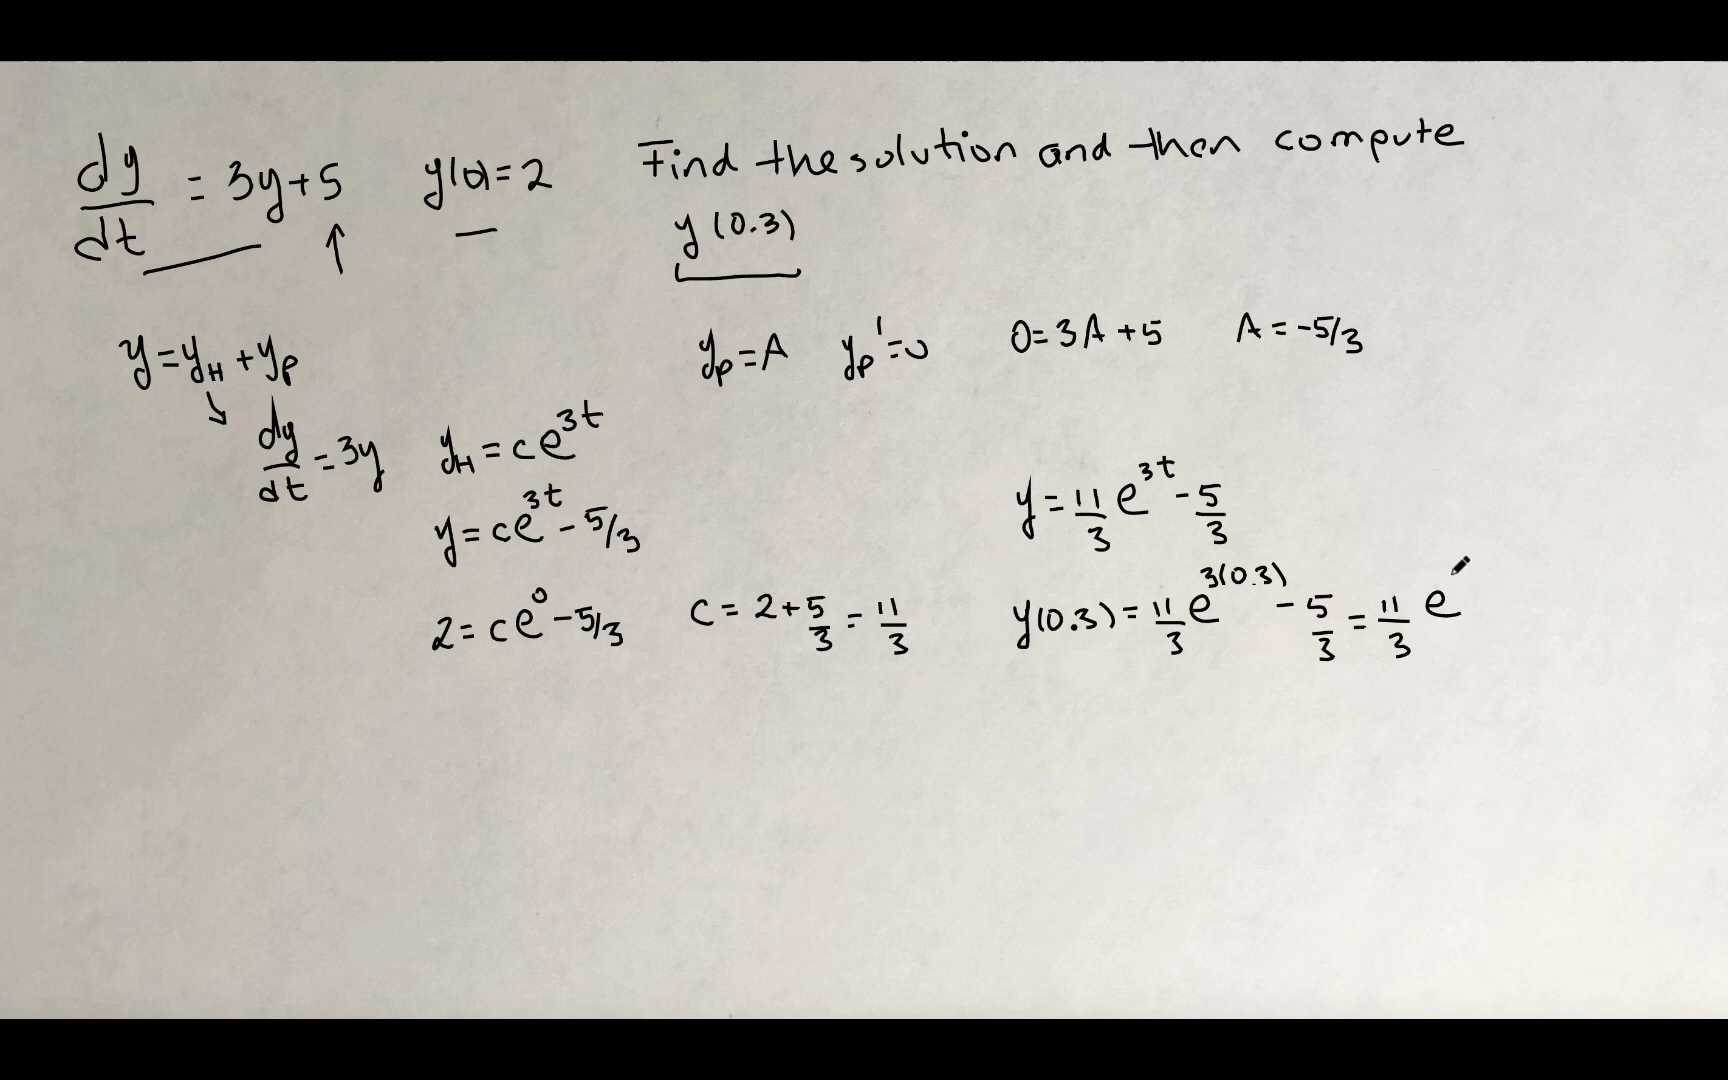 dy/dt = 3y+5 y(0)=2 Find the solution and then compute
y(0.3)
y=y_H+y_p y_p=A y_p'=0 0=3A+5 A=-5/3
dy/dt=3y y_H=ce^{3t}
y=ce^{3t}-5/3 y=11/3 e^{3t}-5/3
2=ce^0-5/3 c=2+5/3=11/3 y(0.3)=11/3 e^{3(0.3)}-5/3=11/3 e